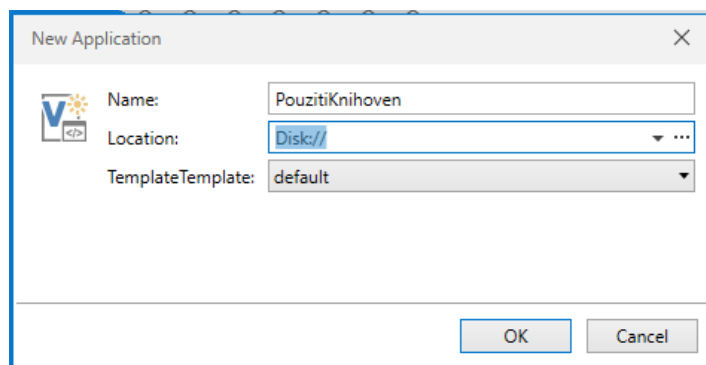 New Application
Name: PouzitiKnihoven
Location: Disk://
TemplateTemplate: default
OK Cancel